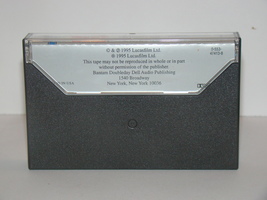 © & ® 1995 Lucasfilm Ltd.
℗ 1995 Lucasfilm Ltd.
This tape may not be reproduced in whole or in part
without permission of the publisher.
Bantam Doubleday Dell Audio Publishing
1540 Broadway
New York, New York 10036